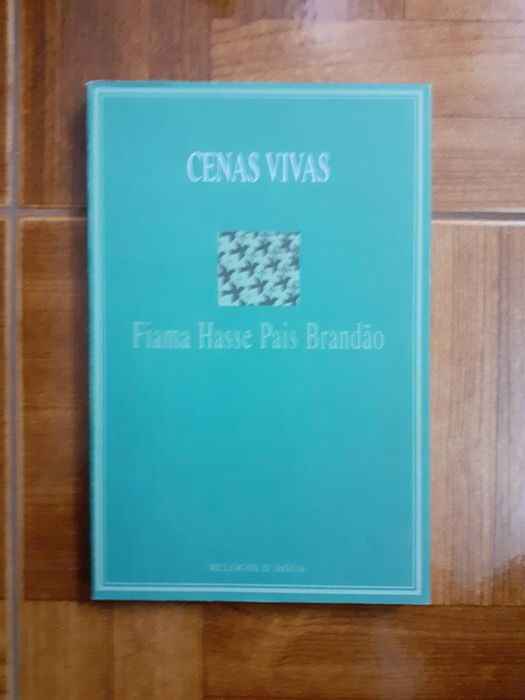 CENAS VIVAS
Fiama Hasse Pais Brandão
RELÓGIO D'ÁGUA